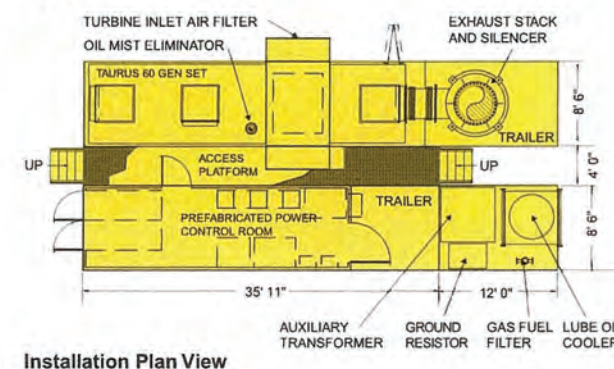 TURBINE INLET AIR FILTER
OIL MIST ELIMINATOR
EXHAUST STACK
AND SILENCER
TAURUS 60 GEN SET
TRAILER
8' 6"
UP
ACCESS
PLATFORM
UP
4' 0"
PREFABRICATED POWER
CONTROL ROOM
TRAILER
8' 6"
35' 11"
12' 0"
AUXILIARY
TRANSFORMER
GROUND
RESISTOR
GAS FUEL
FILTER
LUBE OI
COOLER
Installation Plan View